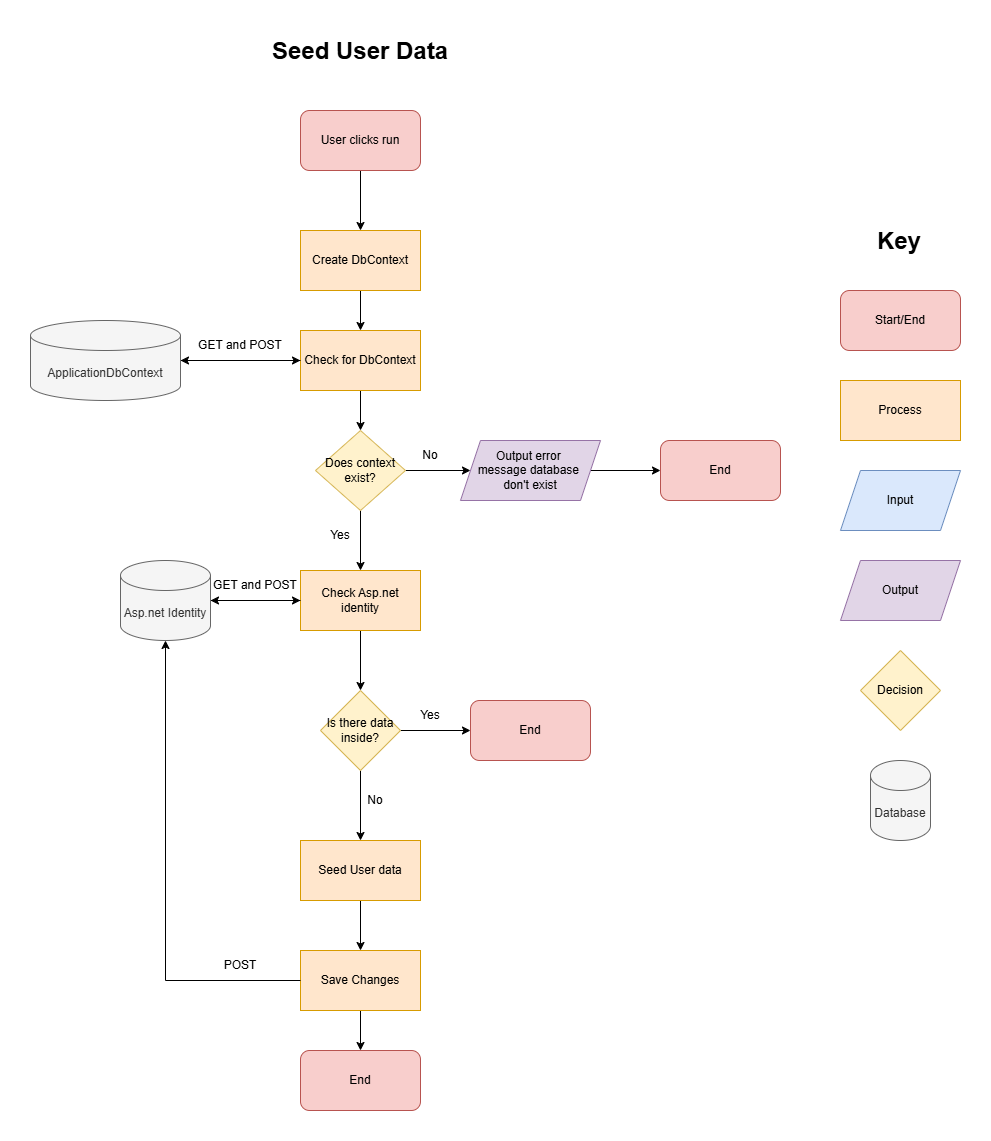 Seed User Data
User clicks run
Create DbContext
GET and POST
ApplicationDbContext
Check for DbContext
Does context
exist?
No
Output error
message database
don't exist
End
Yes
GET and POST
Asp.net Identity
Check Asp.net
identity
Is there data
inside?
Yes
End
No
Seed User data
POST
Save Changes
End
Key
Start/End
Process
Input
Output
Decision
Database